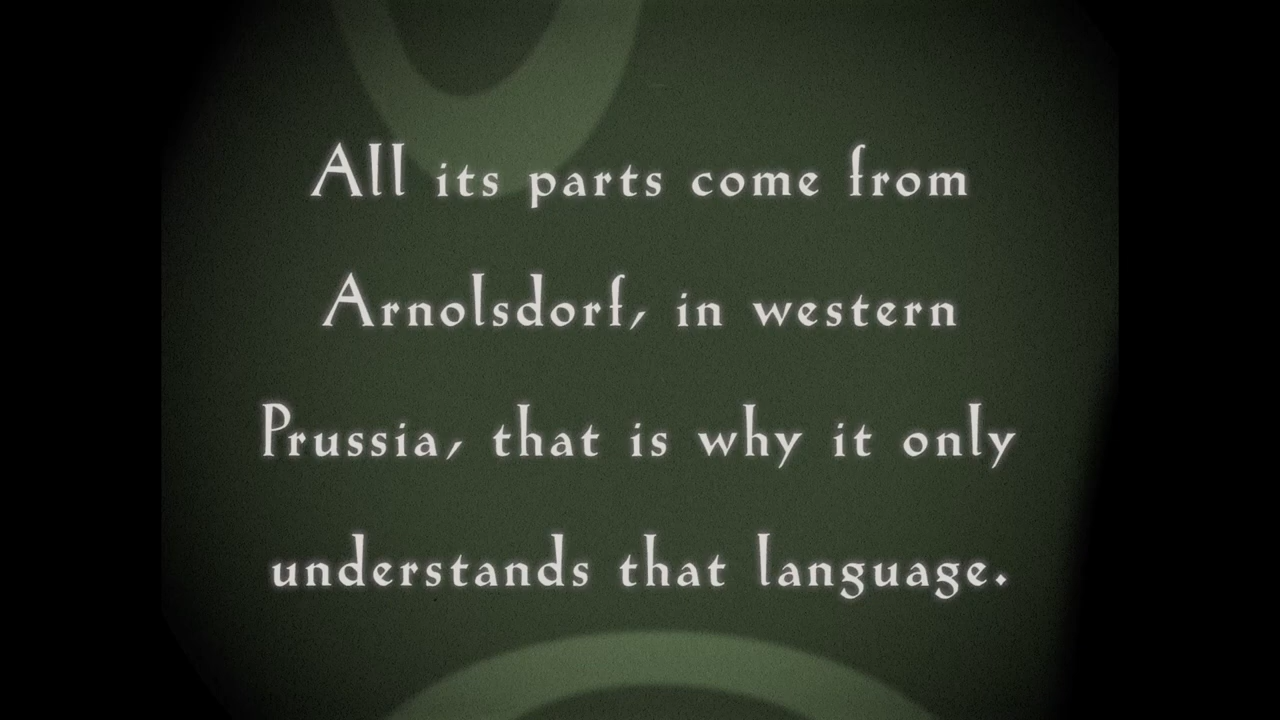 All its parts come from
Arnolsdorf, in western
Prussia, that is why it only
understands that language.